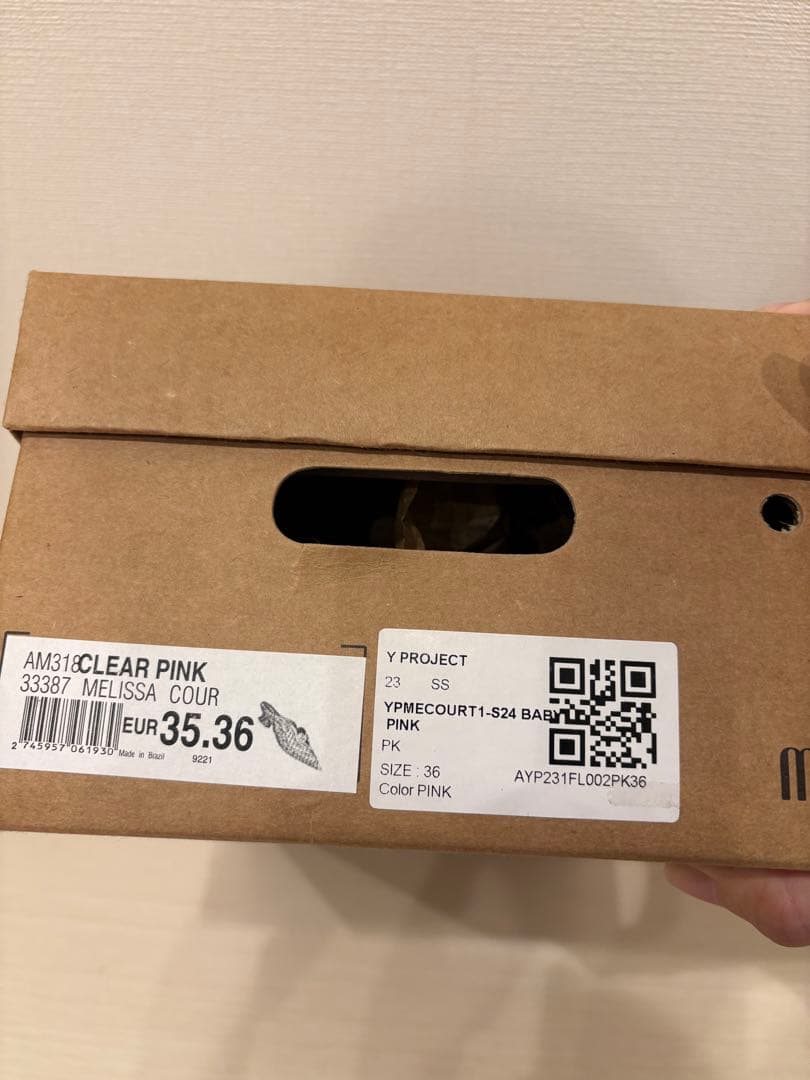 AM318 CLEAR PINK
33387 MELISSA COUR
EUR 35.36
2 745957 061930
Made in Brazil
9221
Y PROJECT
23 SS
YPMECOURT1-S24
PINK
PK
SIZE : 36
AYP231FL002PK36
Color PINK
m